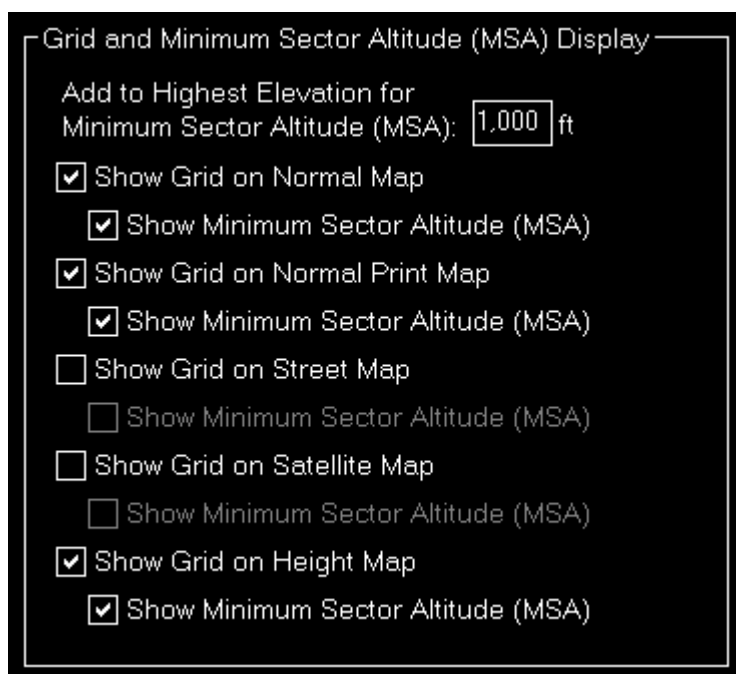 Grid and Minimum Sector Altitude (MSA) Display
Add to Highest Elevation for
Minimum Sector Altitude (MSA): 1,000 ft
Show Grid on Normal Map
Show Minimum Sector Altitude (MSA)
Show Grid on Normal Print Map
Show Minimum Sector Altitude (MSA)
Show Grid on Street Map
Show Minimum Sector Altitude (MSA)
Show Grid on Satellite Map
Show Minimum Sector Altitude (MSA)
Show Grid on Height Map
Show Minimum Sector Altitude (MSA)